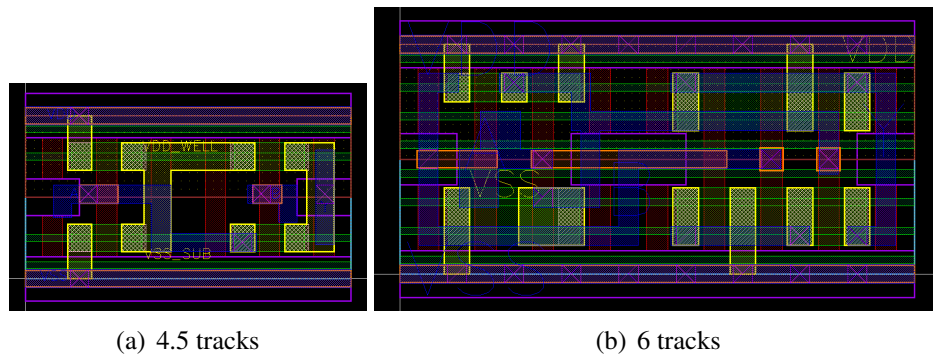 VDD
VDD_WELL
VSS
VSS_SUB
(a) 4.5 tracks
(b) 6 tracks